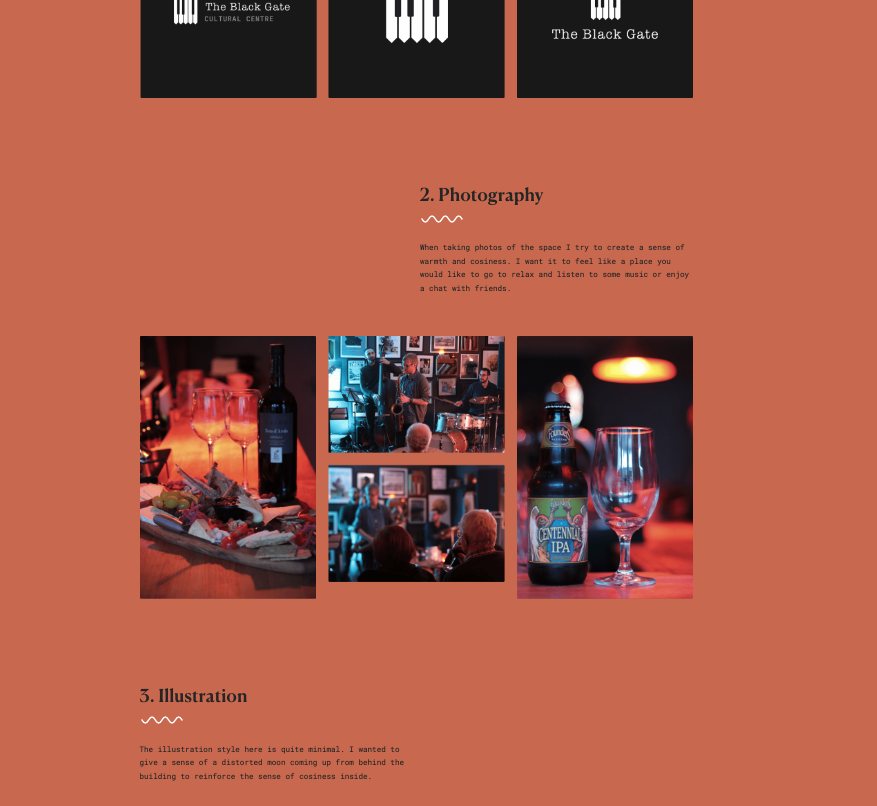 The Black Gate
CULTURAL CENTRE
The Black Gate
2. Photography
When taking photos of the space I try to create a sense of
warmth and cosiness. I want it to feel like a place you
would like to go to relax and listen to some music or enjoy
a chat with friends.
Founders
CENTENNIAL
IPA
3. Illustration
The illustration style here is quite minimal. I wanted to
give a sense of a distorted moon coming up from behind the
building to reinforce the sense of cosiness inside.